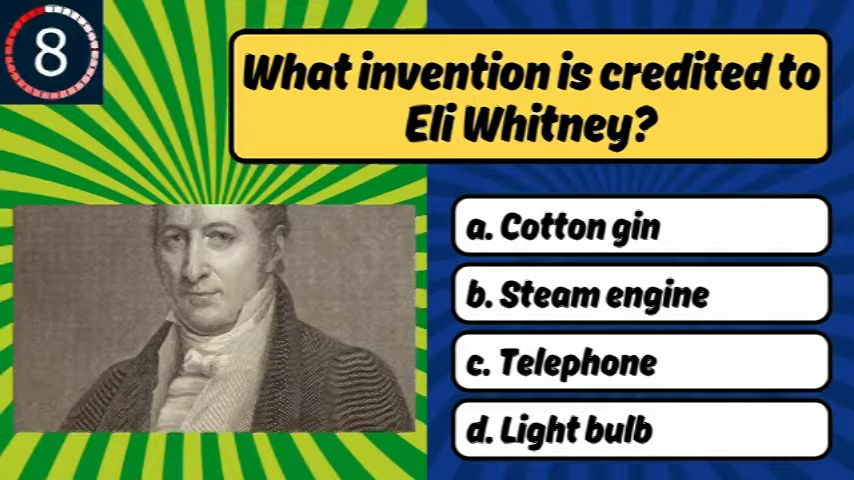 8
What invention is credited to
Eli Whitney?
a. Cotton gin
b. Steam engine
c. Telephone
d. Light bulb